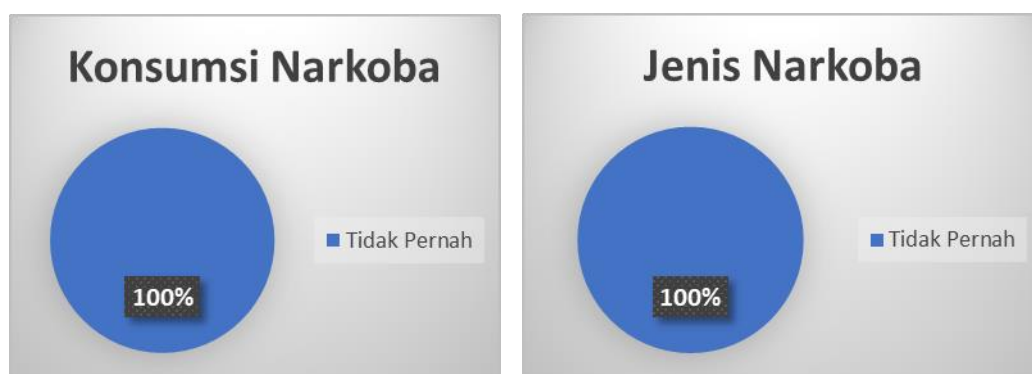 Konsumsi Narkoba
Tidak Pernah
100%
Jenis Narkoba
Tidak Pernah
100%